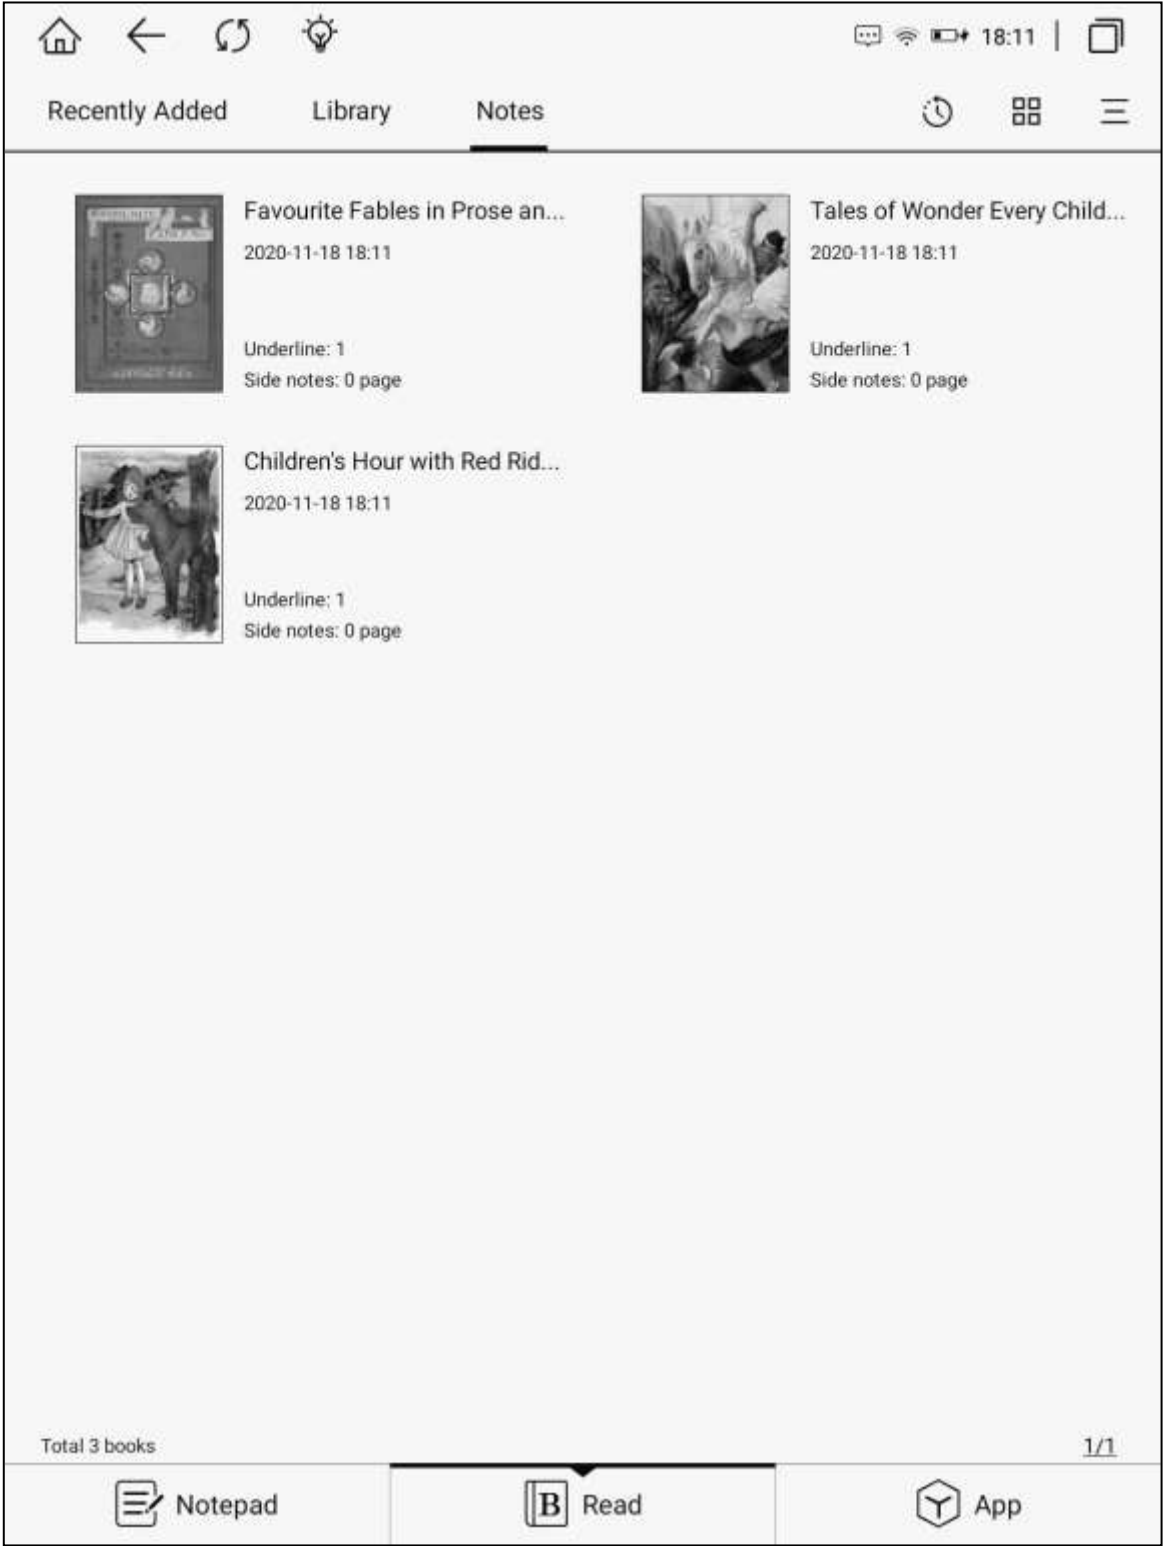 18:11
Recently Added
Library
Notes
Favourite Fables in Prose an...
2020-11-18 18:11
Underline: 1
Side notes: 0 page
Tales of Wonder Every Child...
2020-11-18 18:11
Underline: 1
Side notes: 0 page
Children's Hour with Red Rid...
2020-11-18 18:11
Underline: 1
Side notes: 0 page
Total 3 books
1/1
Notepad
B Read
App